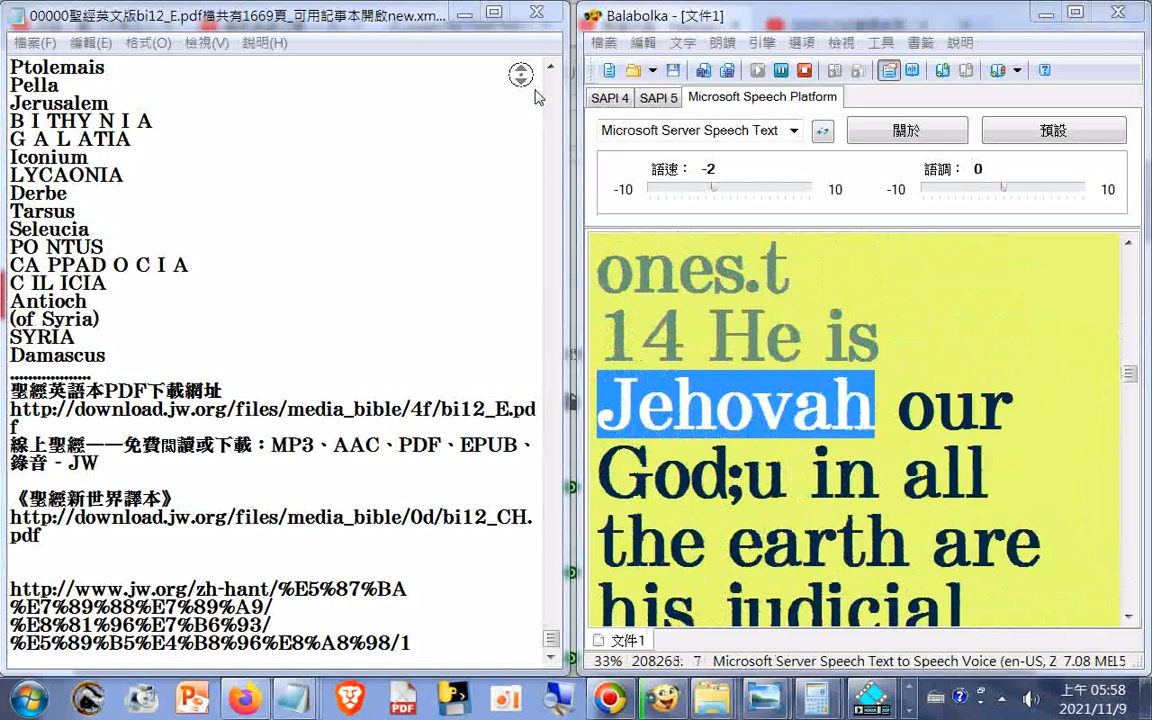 00000聖經英文版bi12_E.pdf檔共有1669頁_可用記事本開啟new.xm...
檔案(F) 編輯(E) 格式(O) 檢視(V) 說明(H)
Ptolemais
Pella
Jerusalem
B I THY N I A
G A L ATIA
Iconium
LYCAONIA
Derbe
Tarsus
Seleucia
PO NTUS
CA PPAD O C I A
C IL ICIA
Antioch
(of Syria)
SYRIA
Damascus
..................
聖經英語本PDF下載網址
http://download.jw.org/files/media_bible/4f/bi12_E.pd
f
線上聖經——免費閱讀或下載：MP3、AAC、PDF、EPUB、
錄音 - JW
《聖經新世界譯本》
http://download.jw.org/files/media_bible/0d/bi12_CH.
pdf
http://www.jw.org/zh-hant/%E5%87%BA
%E7%89%88%E7%89%A9/
%E8%81%96%E7%B6%93/
%E5%89%B5%E4%B8%96%E8%A8%98/1
Balabolka - [文件1]
檔案 編輯 文字 朗讀 引擎 選項 檢視 工具 書籤 說明
SAPI 4 SAPI 5 Microsoft Speech Platform
Microsoft Server Speech Text 關於 預設
語速： -2 語調： 0
-10 10 -10 10
ones.t
14 He is
Jehovah our
God;u in all
the earth are
his judicial
文件1
33% Microsoft Server Speech Text to Speech Voice (en-US, Z 7.08 ME
PDF
上午 05:58
2021/11/9